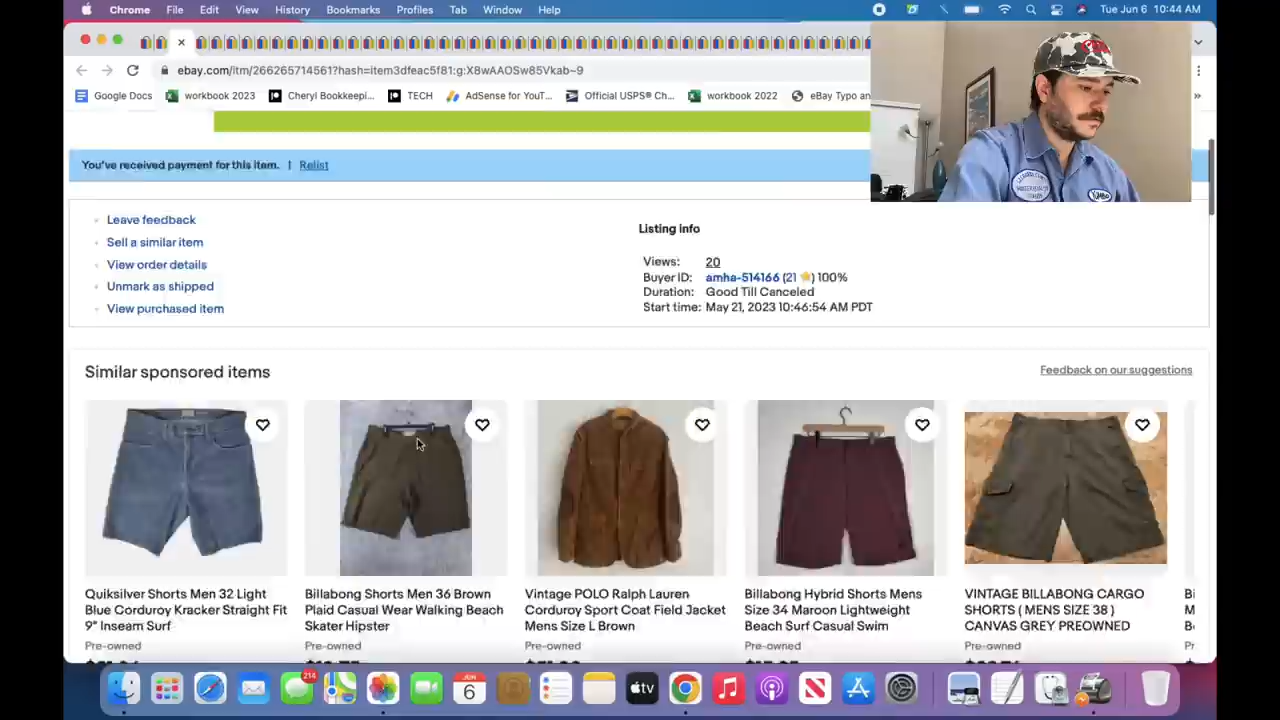 Chrome File Edit View History Bookmarks Profiles Tab Window Help Tue Jun 6 10:44 AM
ebay.com/itm/266265714561?hash=item3dfeac5f81:g:X8wAAOSw85Vkab~9
Google Docs workbook 2023 Cheryl Bookkeepi... TECH AdSense for YouT... Official USPS® Ch... workbook 2022 eBay Typo an
You've received payment for this item. | Relist
Leave feedback
Sell a similar item
View order details
Unmark as shipped
View purchased item
Listing info
Views: 20
Buyer ID: amha-514166 (21 ) 100%
Duration: Good Till Canceled
Start time: May 21, 2023 10:46:54 AM PDT
Similar sponsored items
Feedback on our suggestions
Quiksilver Shorts Men 32 Light
Blue Corduroy Kracker Straight Fit
9" Inseam Surf
Pre-owned
Billabong Shorts Men 36 Brown
Plaid Casual Wear Walking Beach
Skater Hipster
Pre-owned
Vintage POLO Ralph Lauren
Corduroy Sport Coat Field Jacket
Mens Size L Brown
Pre-owned
Billabong Hybrid Shorts Mens
Size 34 Maroon Lightweight
Beach Surf Casual Swim
Pre-owned
VINTAGE BILLABONG CARGO
SHORTS ( MENS SIZE 38 )
CANVAS GREY PREOWNED
Pre-owned
Bi
M
Pr
214
JUN
6
tv